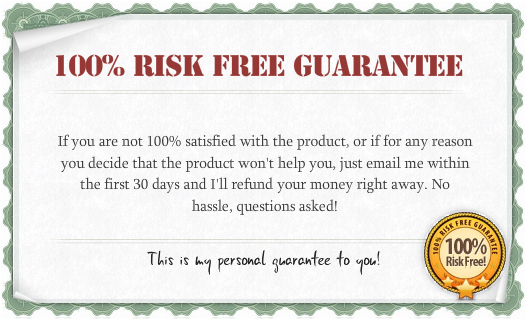 100% RISK FREE GUARANTEE
If you are not 100% satisfied with the product, or if for any reason
you decide that the product won't help you, just email me within
the first 30 days and I'll refund your money right away. No
hassle, questions asked!
This is my personal guarantee to you!
100% RISK FREE GUARANTEE
100%
Risk Free!